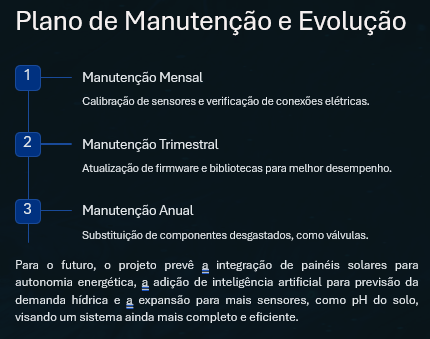 Plano de Manutenção e Evolução
1
Manutenção Mensal
Calibração de sensores e verificação de conexões elétricas.
2
Manutenção Trimestral
Atualização de firmware e bibliotecas para melhor desempenho.
3
Manutenção Anual
Substituição de componentes desgastados, como válvulas.
Para o futuro, o projeto prevê a integração de painéis solares para
autonomia energética, a adição de inteligência artificial para previsão da
demanda hídrica e a expansão para mais sensores, como pH do solo,
visando um sistema ainda mais completo e eficiente.